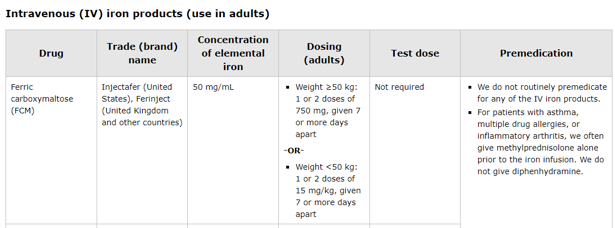 Intravenous (IV) iron products (use in adults)
Drug
Trade (brand)
name
Concentration
of elemental
iron
Dosing
(adults)
Test dose
Premedication
Ferric
carboxymaltose
(FCM)
Injectafer (United
States), Ferinject
(United Kingdom
and other countries)
50 mg/mL
▪ Weight ≥50 kg:
1 or 2 doses of
750 mg, given 7
or more days
apart
-OR-
▪ Weight <50 kg:
1 or 2 doses of
15 mg/kg, given
7 or more days
apart
Not required
▪ We do not routinely premedicate
for any of the IV iron products.
▪ For patients with asthma,
multiple drug allergies, or
inflammatory arthritis, we often
give methylprednisolone alone
prior to the iron infusion. We do
not give diphenhydramine.